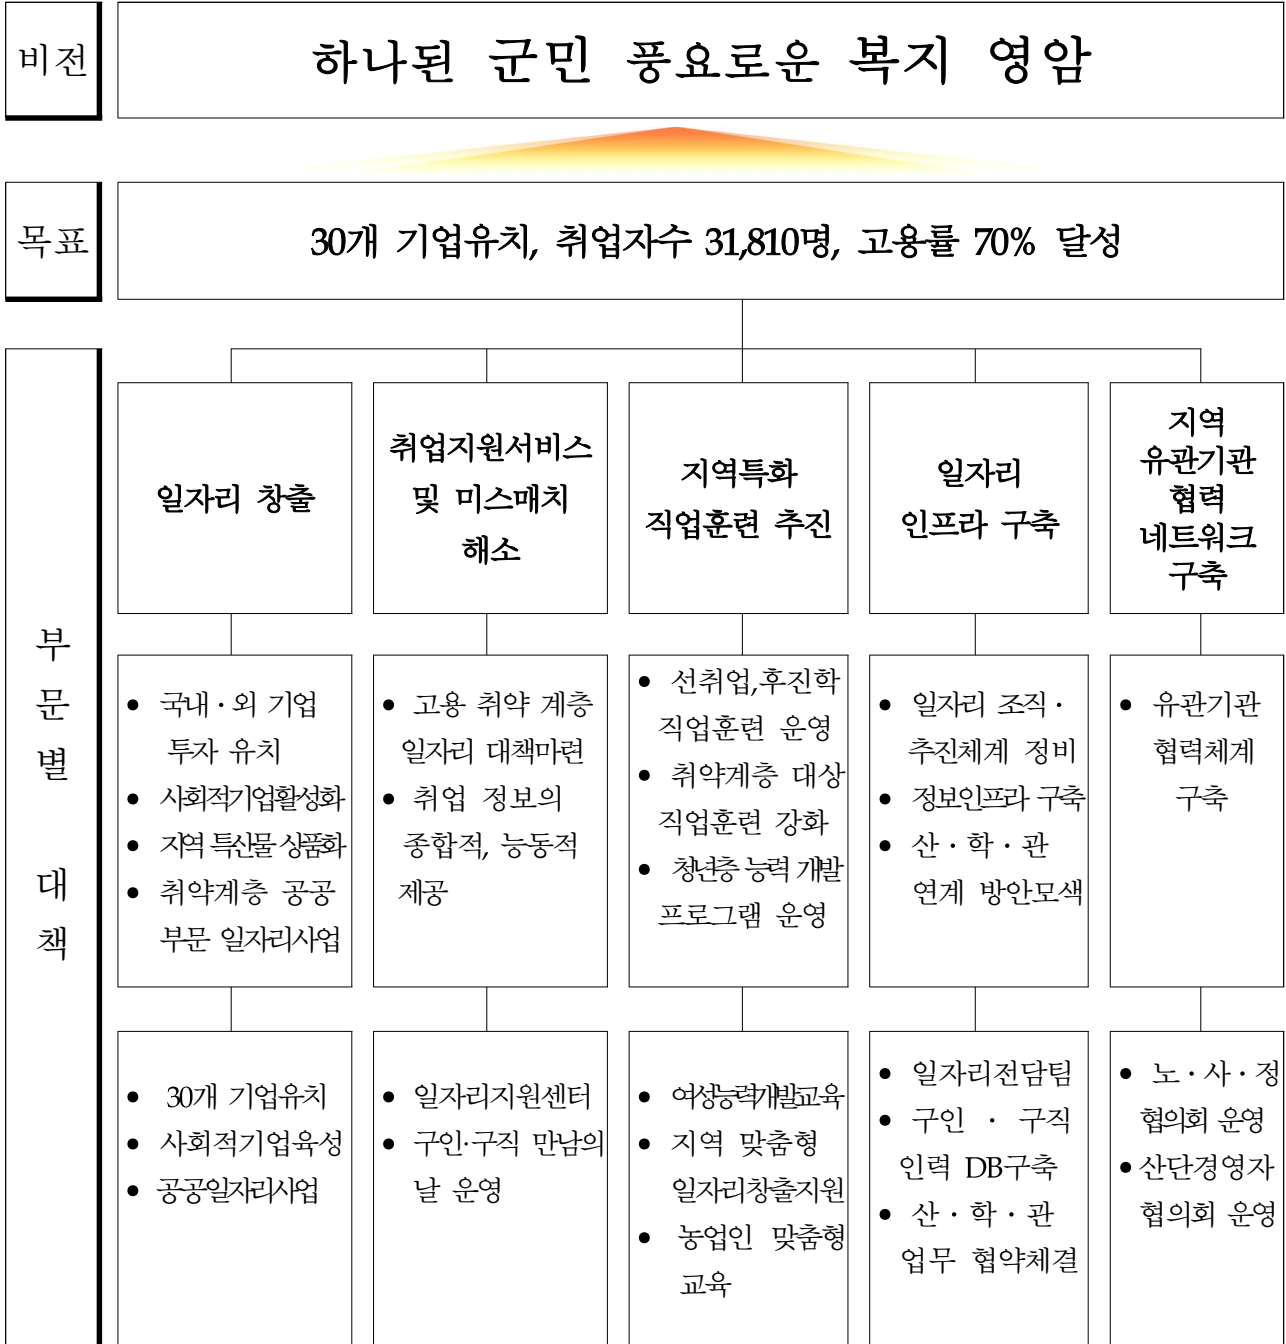 비전
하나된 군민 풍요로운 복지 영암
목표
30개 기업유치, 취업자수 31,810명, 고용률 70% 달성
부
문
별
대
책
일자리 창출
취업지원서비스
및 미스매치
해소
지역특화
직업훈련 추진
일자리
인프라 구축
지역
유관기관
협력
네트워크
구축
• 국내·외 기업
투자 유치
• 사회적기업활성화
• 지역 특산물 상품화
• 취약계층 공공
부문 일자리사업
• 고용 취약 계층
일자리 대책마련
• 취업 정보의
종합적, 능동적
제공
• 선취업,후진학
직업훈련 운영
• 취약계층 대상
직업훈련 강화
• 청년층 능력 개발
프로그램 운영
• 일자리 조직·
추진체계 정비
• 정보인프라 구축
• 산·학·관
연계 방안모색
• 유관기관
협력체계
구축
• 30개 기업유치
• 사회적기업육성
• 공공일자리사업
• 일자리지원센터
• 구인·구직 만남의
날 운영
• 여성능력개발교육
• 지역 맞춤형
일자리창출지원
• 농업인 맞춤형
교육
• 일자리전담팀
• 구인 · 구직
인력 DB구축
• 산·학·관
업무 협약체결
• 노·사·정
협의회 운영
• 산단경영자
협의회 운영